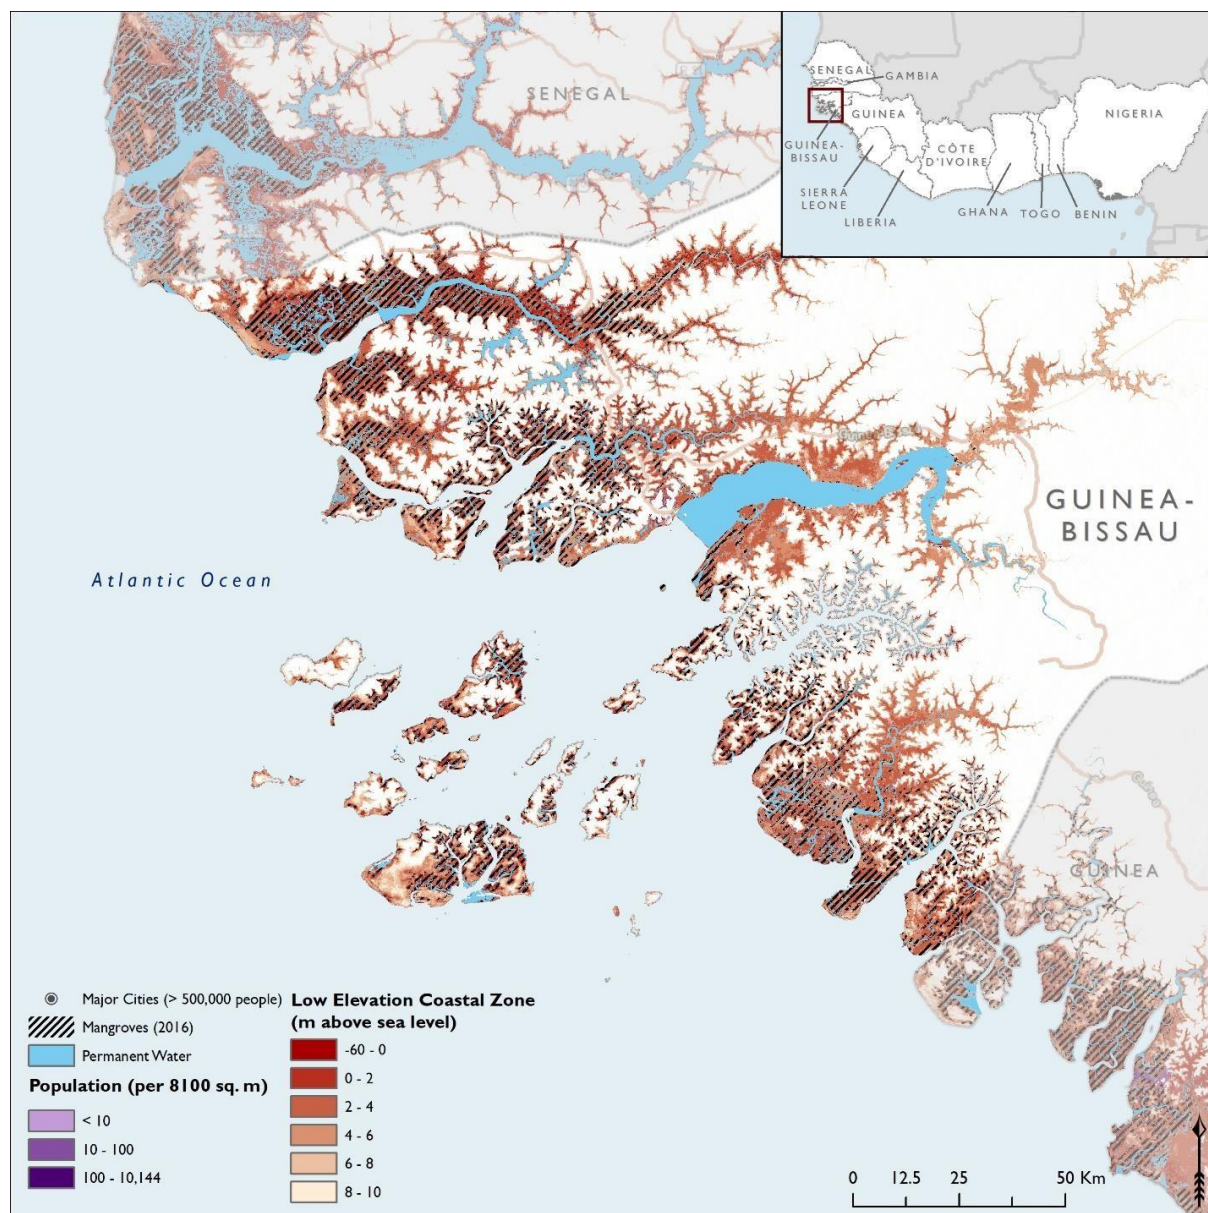 SENEGAL
SENEGAL
GAMBIA
GUINEA
NIGERIA
GUINEA-
BISSAU
CÔTE
D'IVOIRE
SIERRA
LEONE
LIBERIA
GHANA
TOGO
BENIN
GUINEA-
BISSAU
Atlantic Ocean
GUINEA
Major Cities (> 500,000 people)
Mangroves (2016)
Permanent Water
Population (per 8100 sq. m)
< 10
10 - 100
100 - 10,144
Low Elevation Coastal Zone
(m above sea level)
-60 - 0
0 - 2
2 - 4
4 - 6
6 - 8
8 - 10
0 12.5 25 50 Km